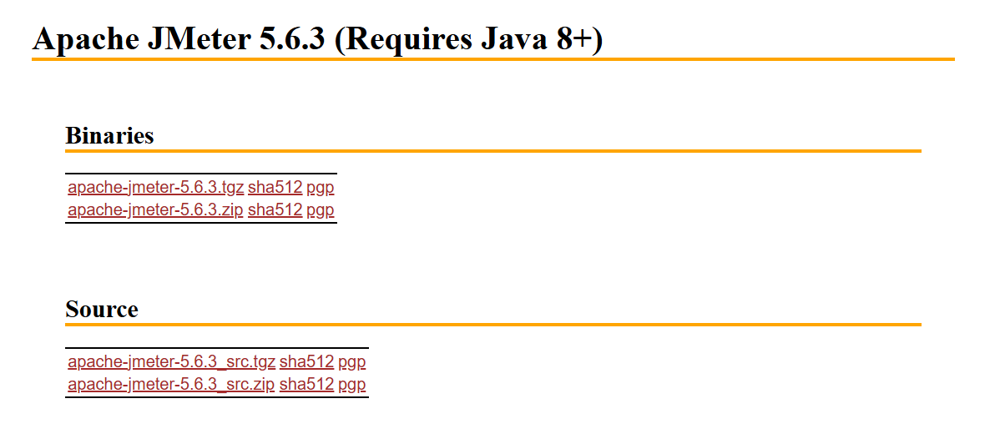 Apache JMeter 5.6.3 (Requires Java 8+)
Binaries
apache-jmeter-5.6.3.tgz sha512 pgp
apache-jmeter-5.6.3.zip sha512 pgp
Source
apache-jmeter-5.6.3_src.tgz sha512 pgp
apache-jmeter-5.6.3_src.zip sha512 pgp